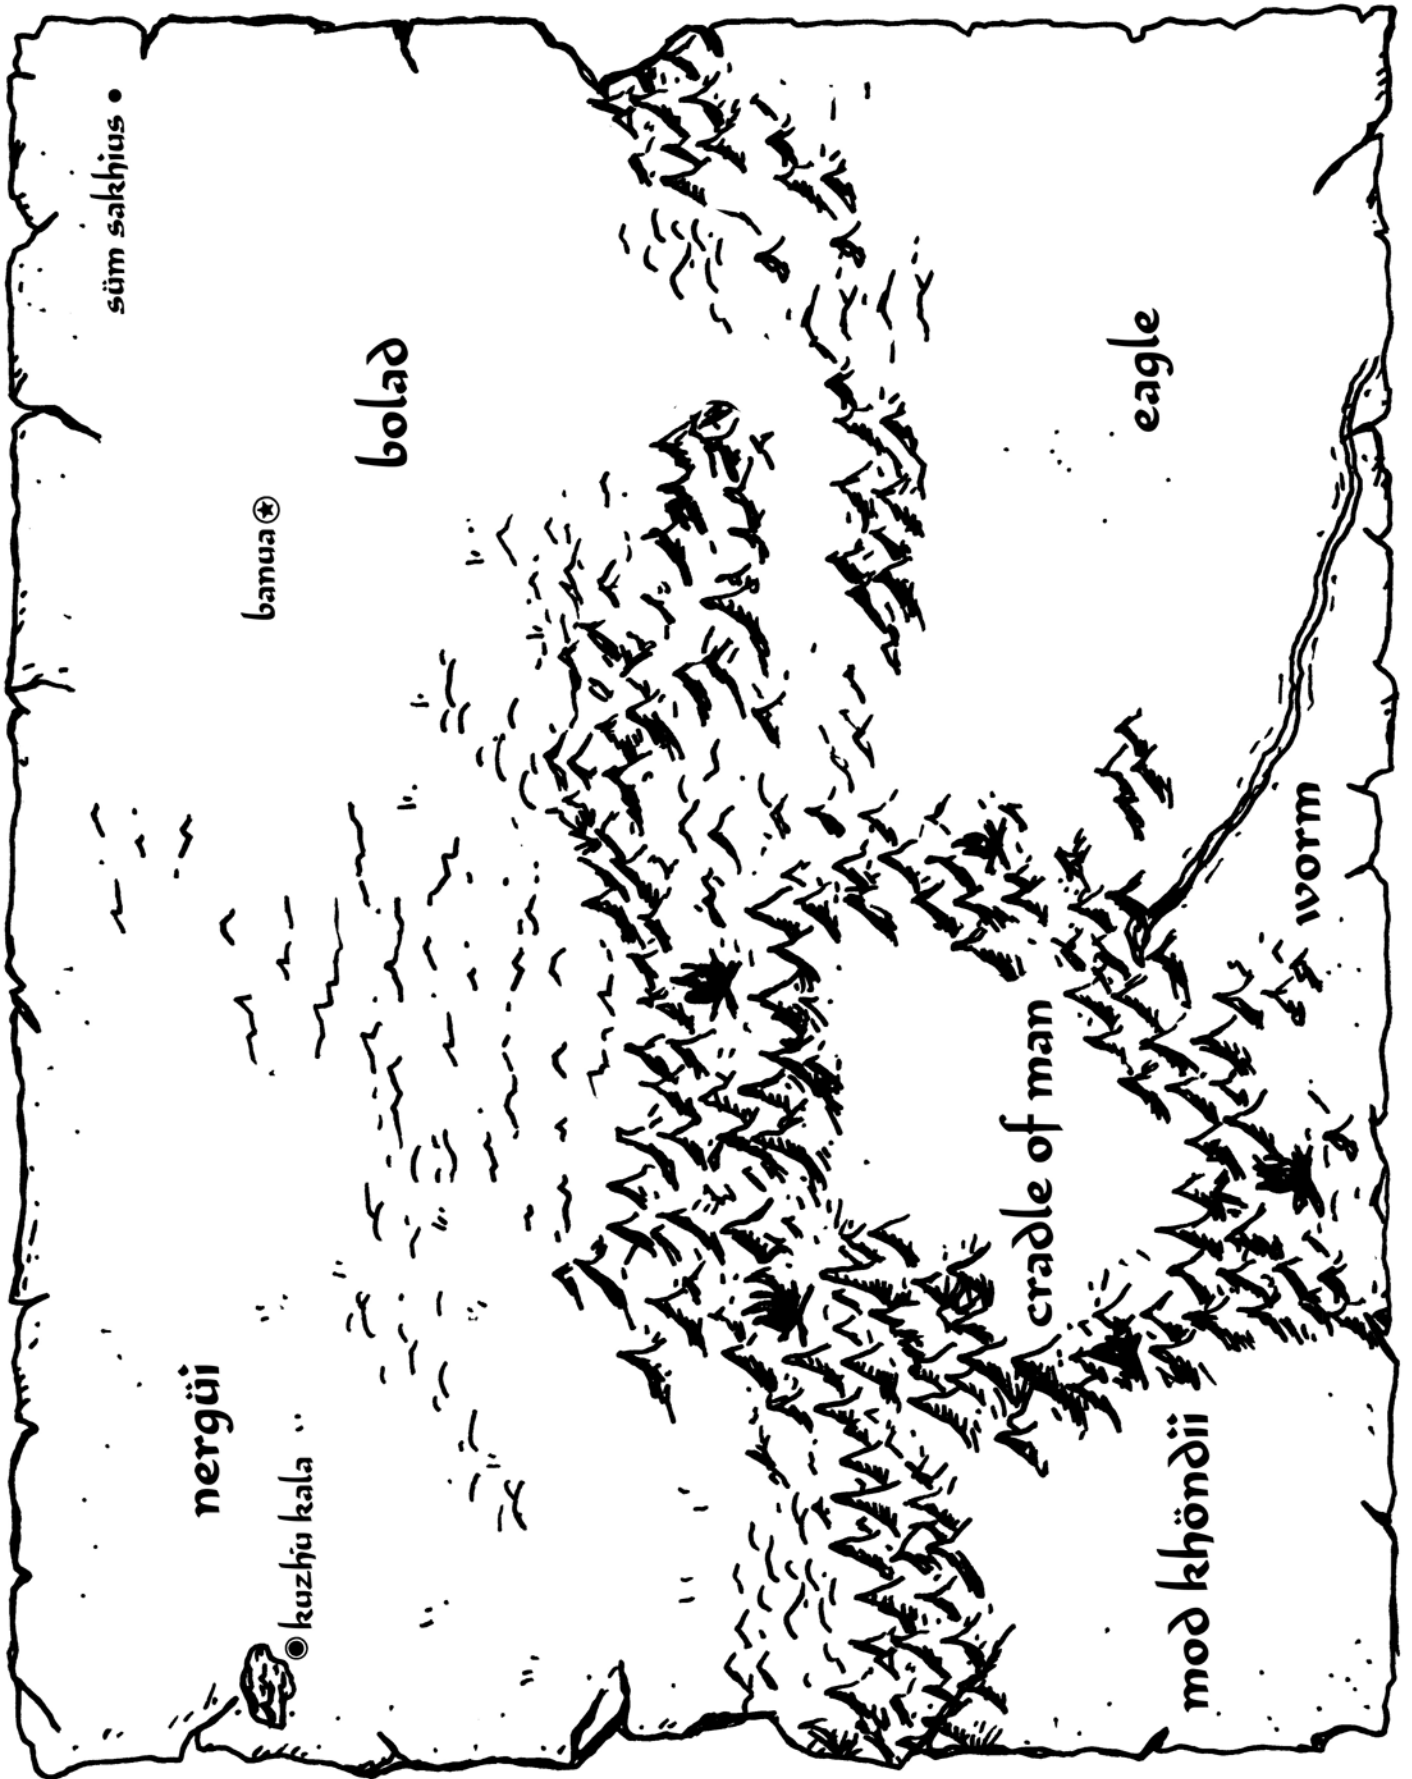 süm sakhius
nergüi
banua
kuzhu kala
bolad
cradle of man
eagle
mod khöndii
worm